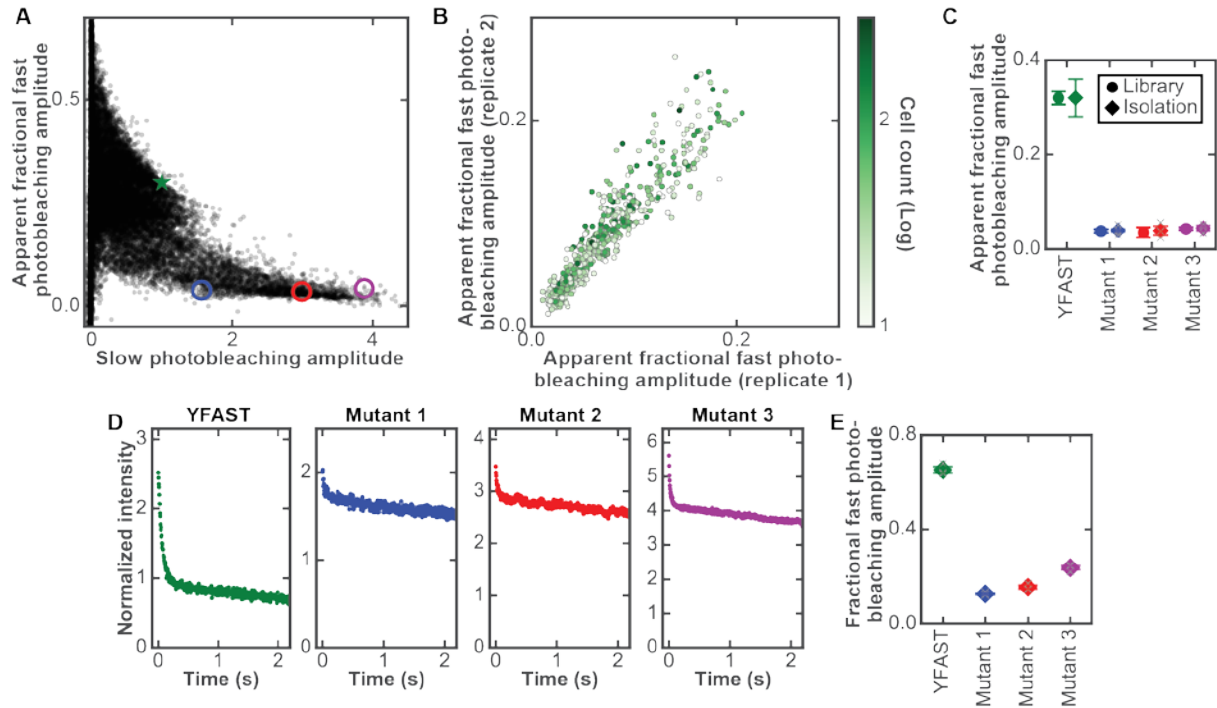 A
Apparent fractional fast
photobleaching amplitude
0.5
0.0
0
2
4
Slow photobleaching amplitude
B
Apparent fractional fast photo-
bleaching amplitude (replicate 2)
0.2
0.0
0.2
Apparent fractional fast photo-
bleaching amplitude (replicate 1)
2
1
Cell count (Log)
C
Apparent fractional fast
photobleaching amplitude
0.4
0.2
0.0
Library
Isolation
YFAST
Mutant 1
Mutant 2
Mutant 3
D
Normalized intensity
YFAST
3
2
1
0
0
1
2
Time (s)
Mutant 1
2
1
0
0
1
2
Time (s)
Mutant 2
4
3
2
1
0
0
1
2
Time (s)
Mutant 3
6
5
4
3
2
1
0
0
1
2
Time (s)
E
Fractional fast photo-
bleaching amplitude
0.8
0.4
0.0
YFAST
Mutant 1
Mutant 2
Mutant 3